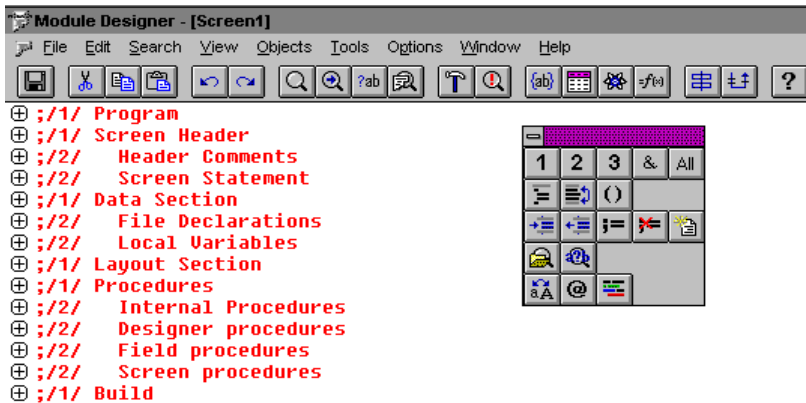 Module Designer - [Screen1]
File Edit Search View Objects Tools Options Window Help
?ab {ab} =f(x) ?
;/1/ Program
;/1/ Screen Header
;/2/ Header Comments
;/2/ Screen Statement
;/1/ Data Section
;/2/ File Declarations
;/2/ Local Variables
;/1/ Layout Section
;/1/ Procedures
;/2/ Internal Procedures
;/2/ Designer procedures
;/2/ Field procedures
;/2/ Screen procedures
;/1/ Build
1 2 3 & All
()
;=
a?b
äÄ @